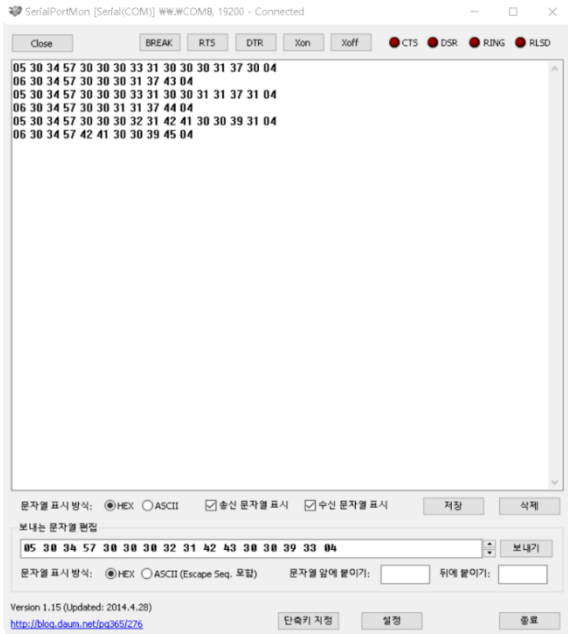 SerialPortMon [Serial(COM)] ₩₩.₩COM8, 19200 - Connected
Close BREAK RTS DTR Xon Xoff CTS DSR RING RLSD
05 30 34 57 30 30 30 33 31 30 30 30 31 37 30 04
06 30 34 57 30 30 30 31 37 43 04
05 30 34 57 30 30 30 33 31 30 30 31 31 37 31 04
06 30 34 57 30 30 31 31 37 44 04
05 30 34 57 30 30 30 32 31 42 41 30 30 39 31 04
06 30 34 57 42 41 30 30 39 45 04
문자열 표시 방식: HEX ASCII 송신 문자열 표시 수신 문자열 표시 저장 삭제
보내는 문자열 편집
05 30 34 57 30 30 30 32 31 42 43 30 30 39 33 04 보내기
문자열 표시 방식: HEX ASCII (Escape Seq. 포함) 문자열 앞에 붙이기: 뒤에 붙이기:
Version 1.15 (Updated: 2014.4.28)
http://blog.daum.net/pg365/276 단축키 지정 설정 종료